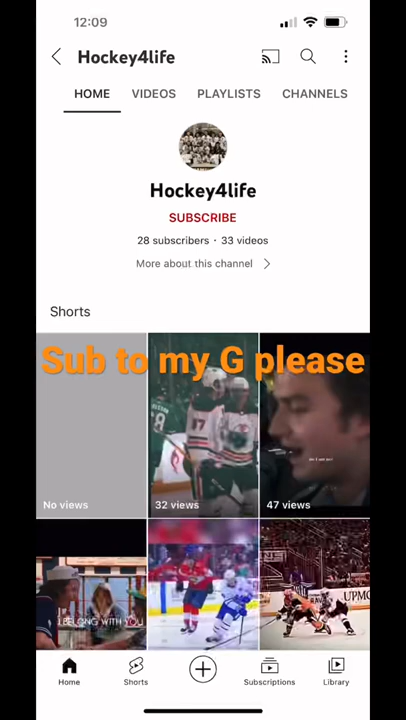 12:09
Hockey4life
HOME VIDEOS PLAYLISTS CHANNELS
Hockey4life
SUBSCRIBE
28 subscribers · 33 videos
More about this channel
Shorts
Sub to my G please
No views
32 views
47 views
I BELONG WITH YOU
UPMC
Home
Shorts
Subscriptions
Library